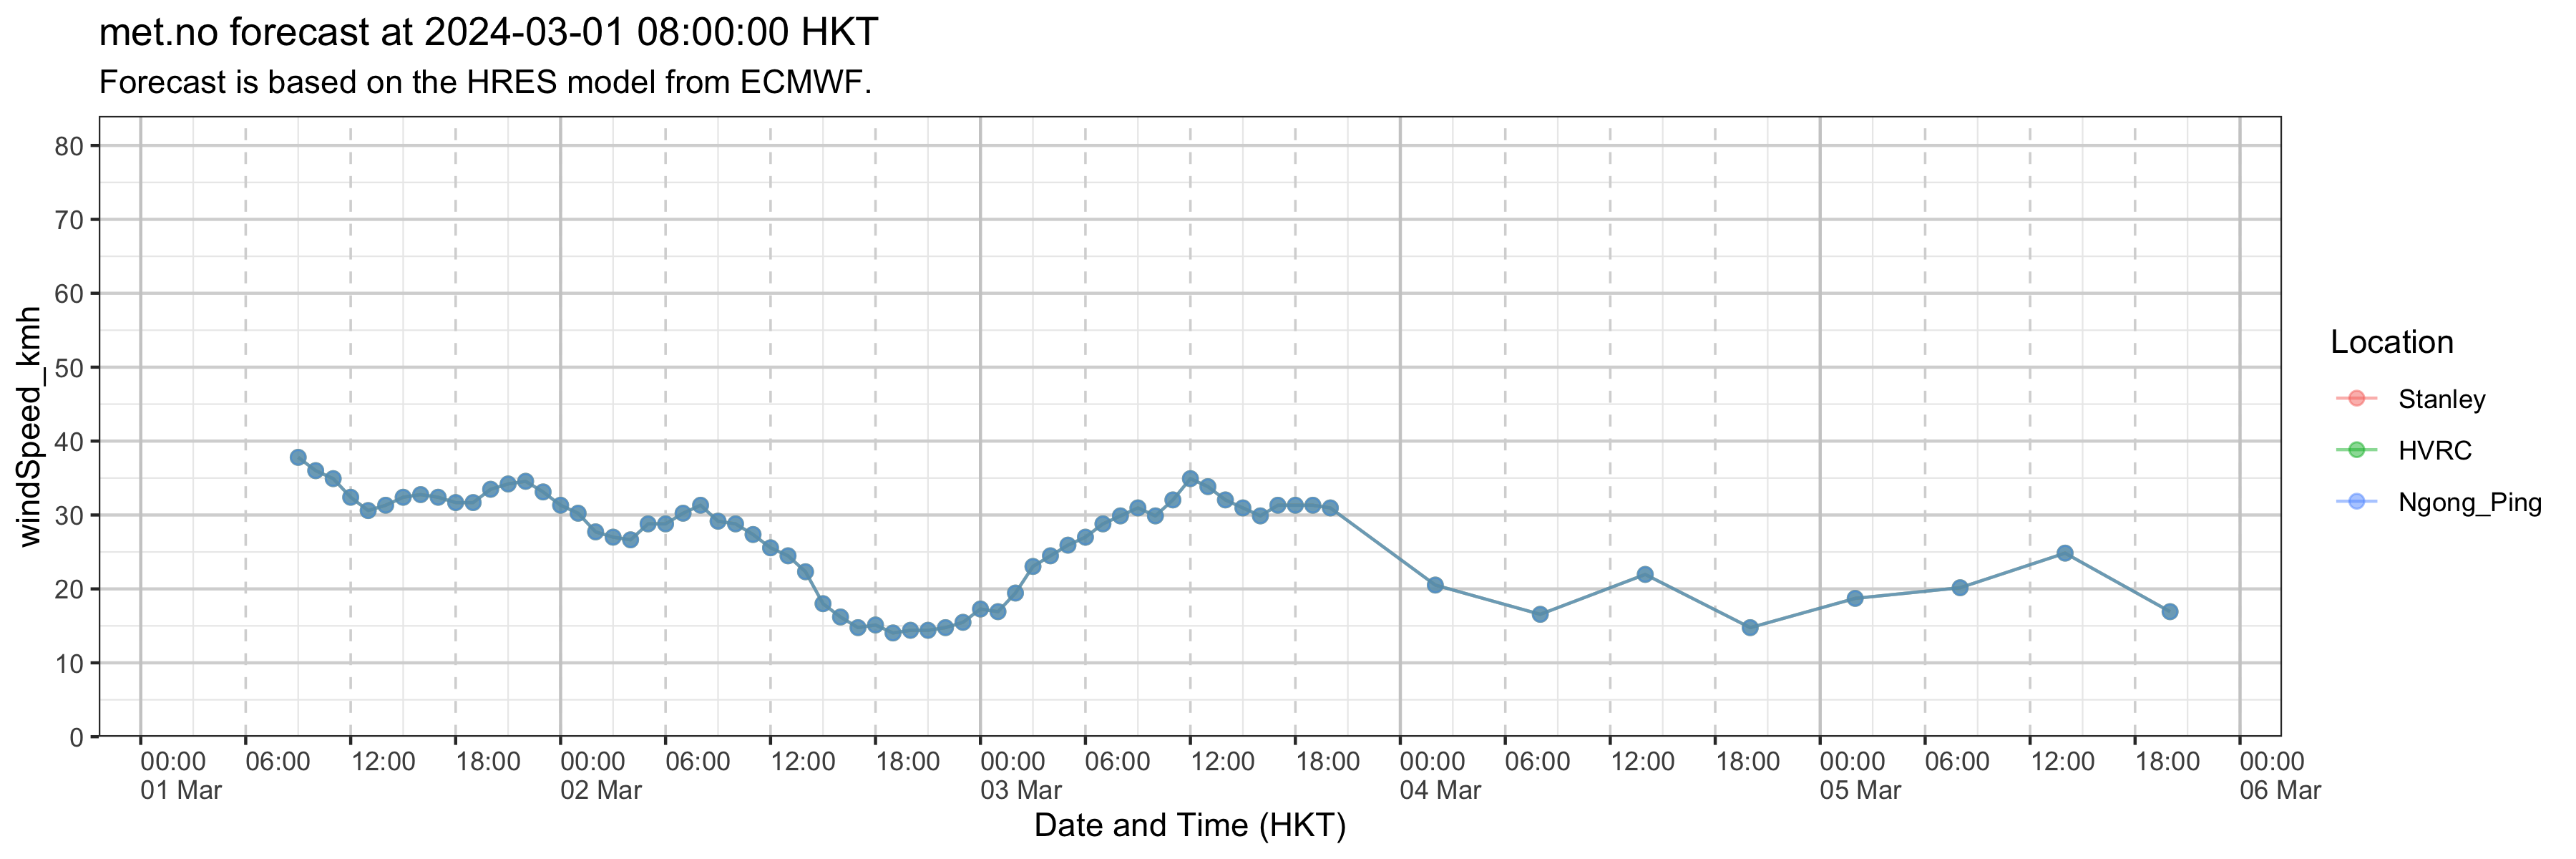 met.no forecast at 2024-03-01 08:00:00 HKT
Forecast is based on the HRES model from ECMWF.
windSpeed_kmh
80
70
60
50
40
30
20
10
0
00:00 06:00 12:00 18:00 00:00 06:00 12:00 18:00 00:00 06:00 12:00 18:00 00:00 06:00 12:00 18:00 00:00 06:00 12:00 18:00 00:00
01 Mar 02 Mar 03 Mar 04 Mar 05 Mar 06 Mar
Date and Time (HKT)
Location
Stanley
HVRC
Ngong_Ping